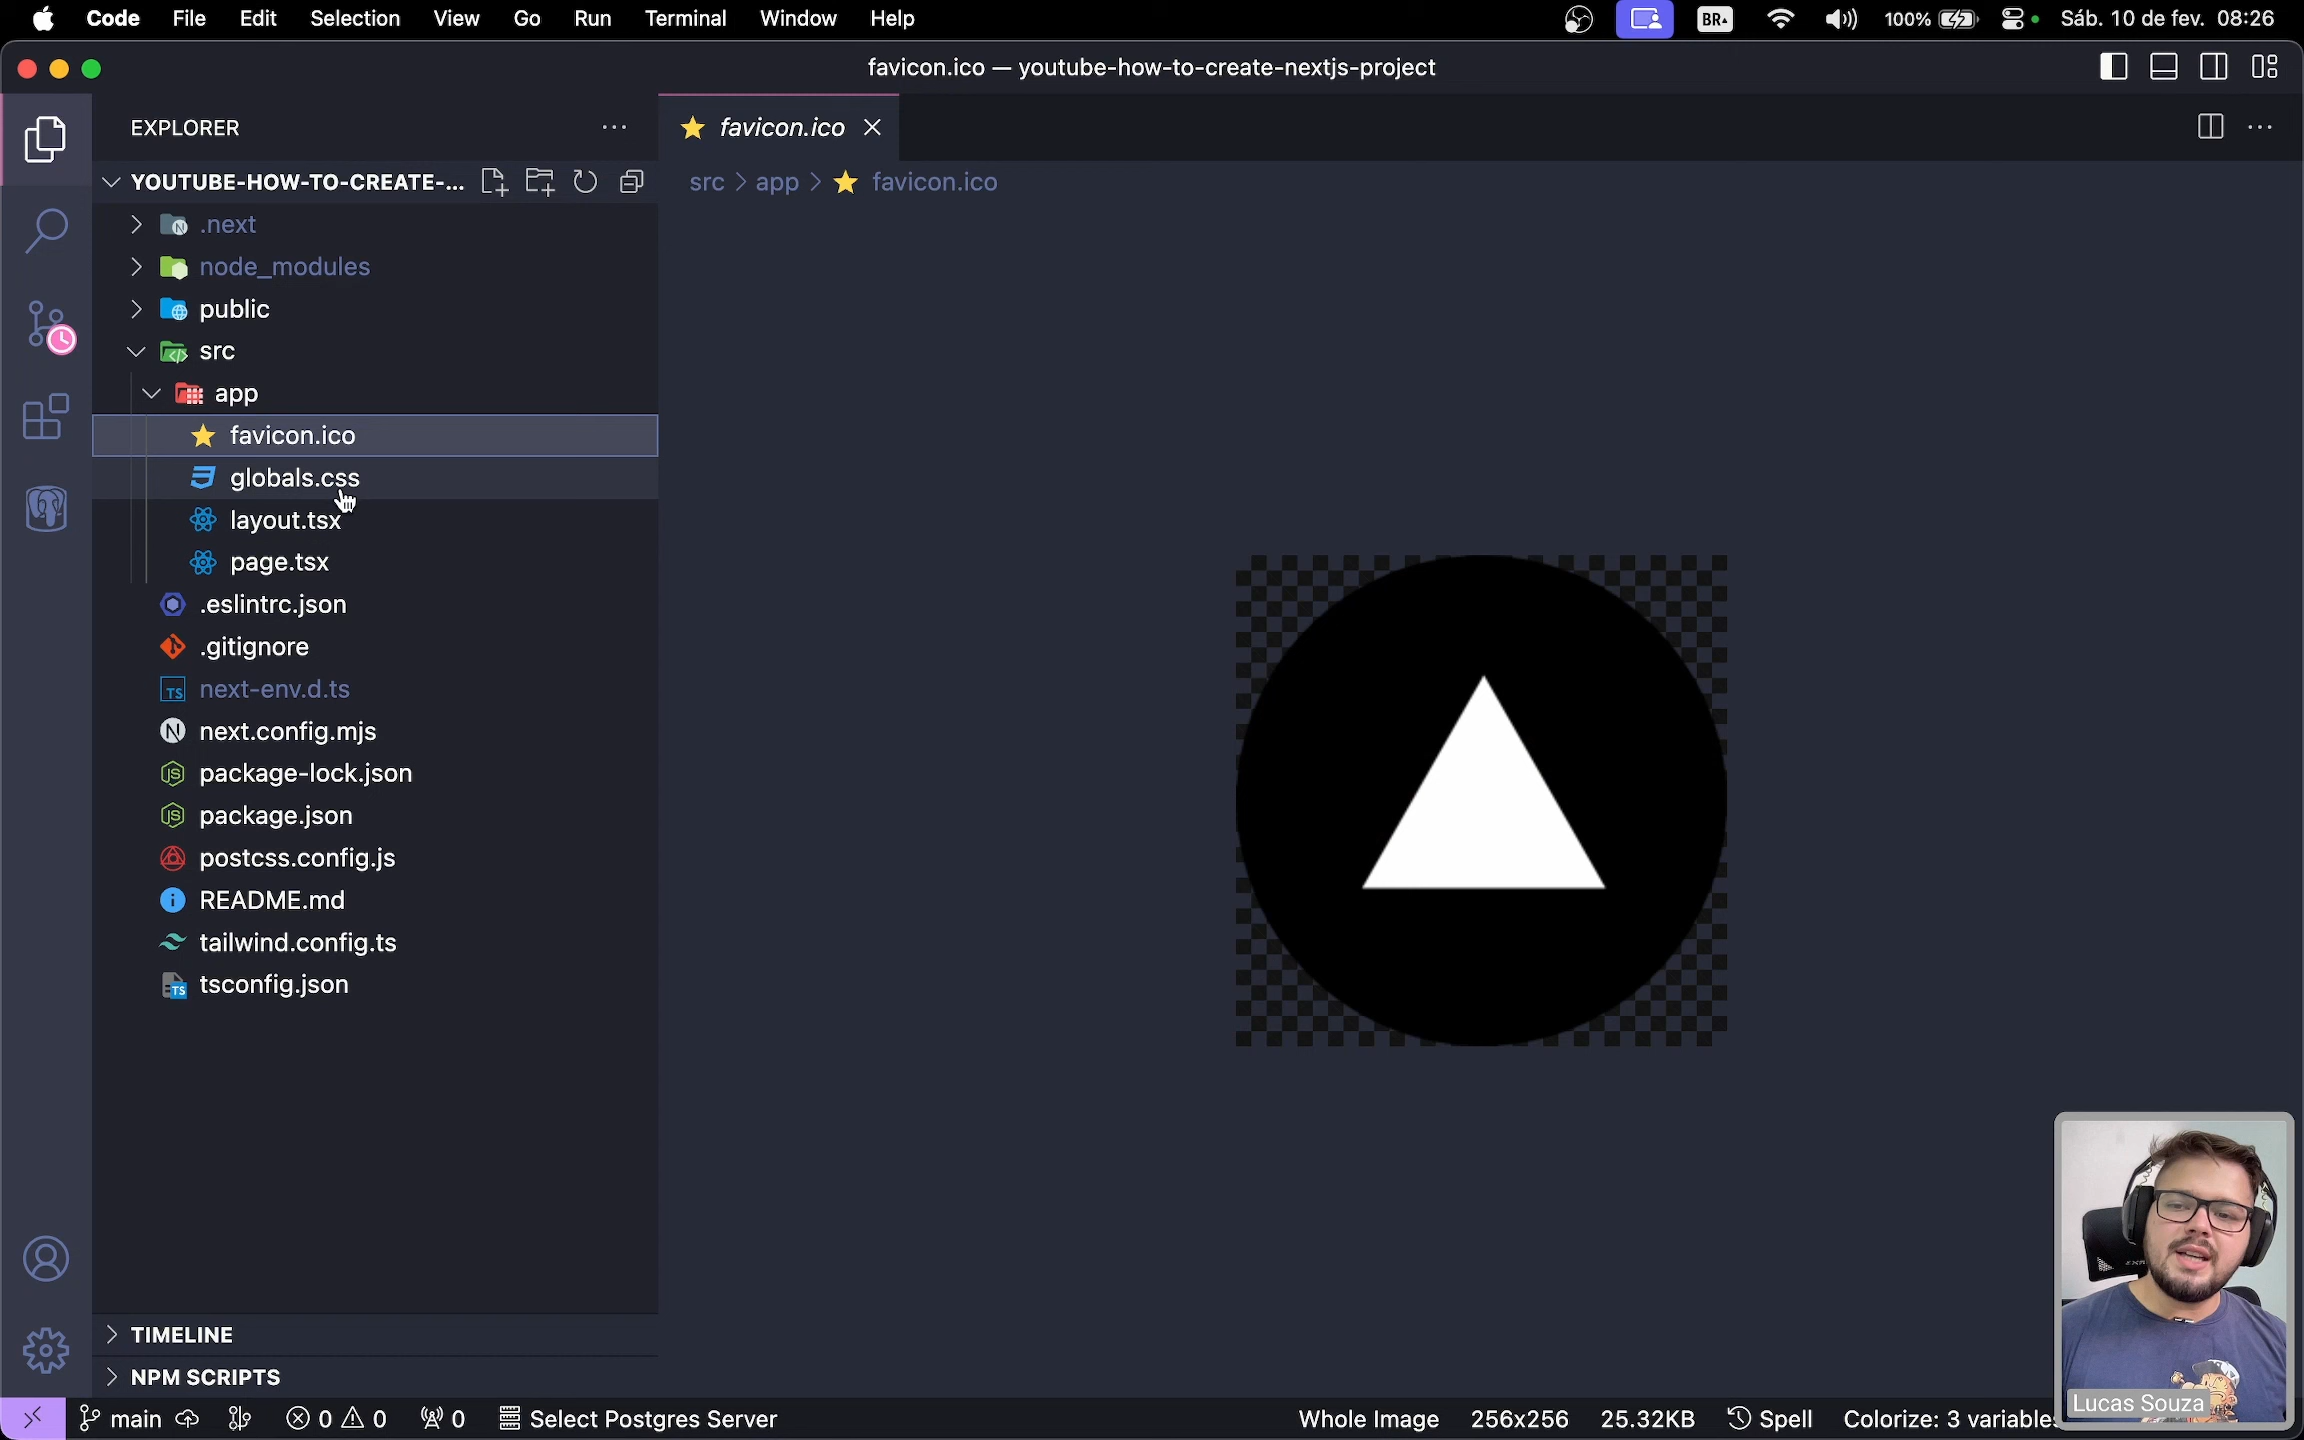 Code File Edit Selection View Go Run Terminal Window Help BR 100% Sáb. 10 de fev. 08:26
favicon.ico — youtube-how-to-create-nextjs-project
EXPLORER
favicon.ico
YOUTUBE-HOW-TO-CREATE-...
src > app > favicon.ico
.next
node_modules
public
src
app
favicon.ico
globals.css
layout.tsx
page.tsx
.eslintrc.json
.gitignore
next-env.d.ts
next.config.mjs
package-lock.json
package.json
postcss.config.js
README.md
tailwind.config.ts
tsconfig.json
TIMELINE
NPM SCRIPTS
main 0 0 0 Select Postgres Server Whole Image 256x256 25.32KB Spell Colorize: 3 variables
Lucas Souza